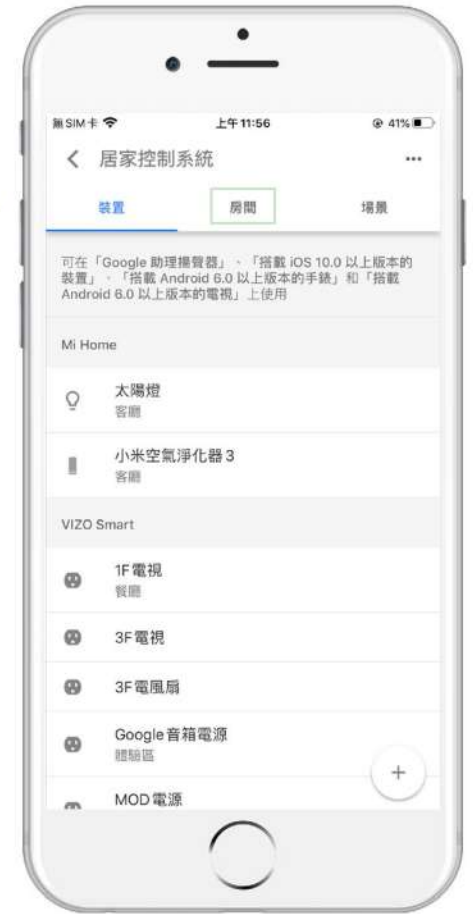 無SIM卡
上午11:56
41%
居家控制系統
裝置
房間
場景
可在「Google 助理揚聲器」、「搭載 iOS 10.0 以上版本的
裝置」、「搭載 Android 6.0 以上版本的手錶」和「搭載
Android 6.0 以上版本的電視」上使用
Mi Home
太陽燈
客廳
小米空氣淨化器 3
客廳
VIZO Smart
1F電視
餐廳
3F電視
3F電風扇
Google音箱電源
體驗區
MOD電源